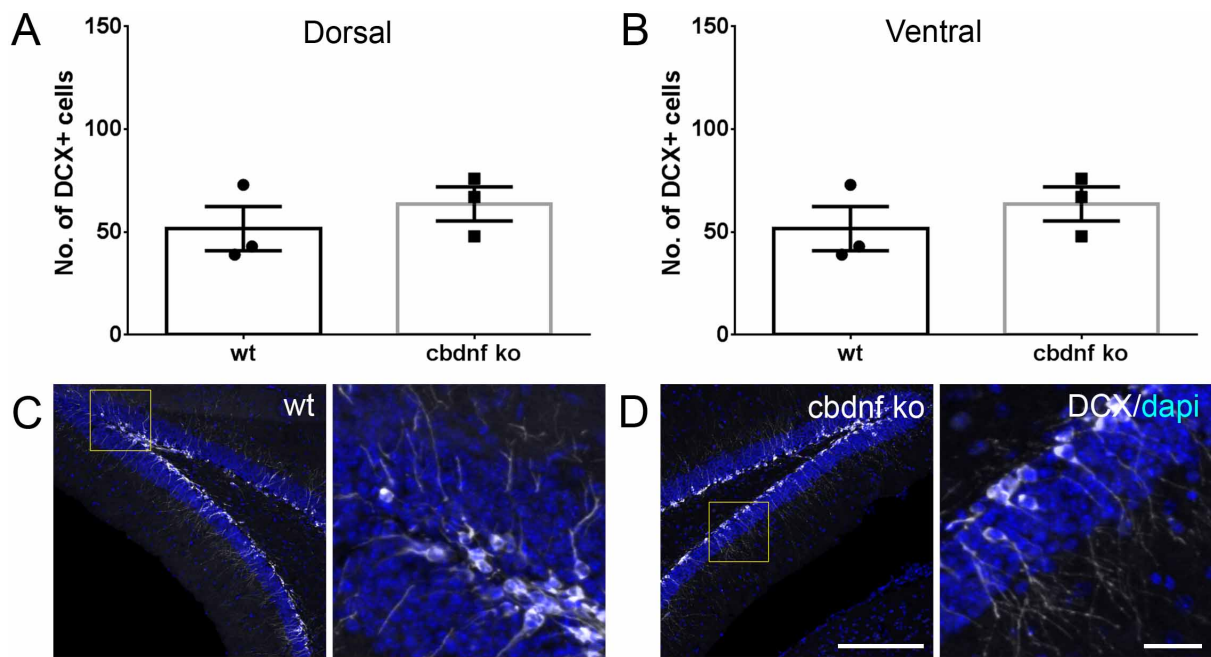 A
Dorsal
No. of DCX+ cells
150
100
50
0
wt
cbdnf ko
B
Ventral
No. of DCX+ cells
150
100
50
0
wt
cbdnf ko
C
wt
D
cbdnf ko
DCX/dapi